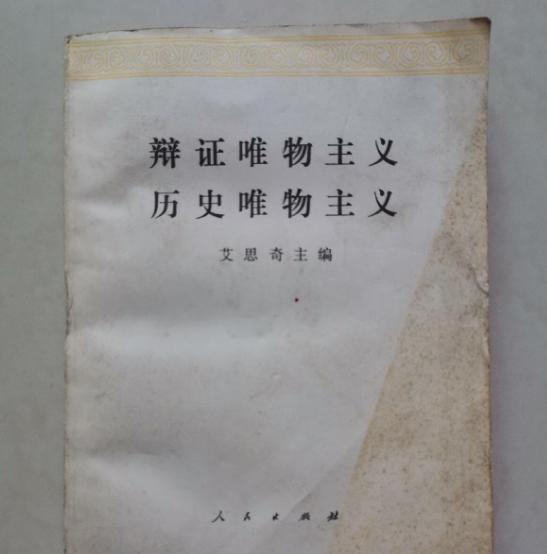 辩证唯物主义
历史唯物主义
艾思奇主编
人民出版社